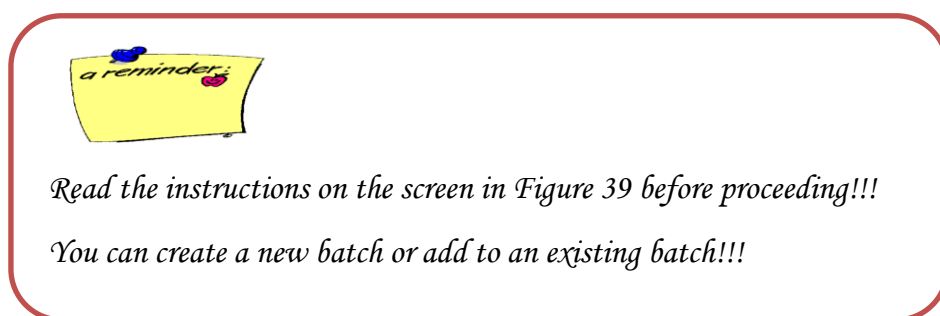 a reminder:
Read the instructions on the screen in Figure 39 before proceeding!!!
You can create a new batch or add to an existing batch!!!